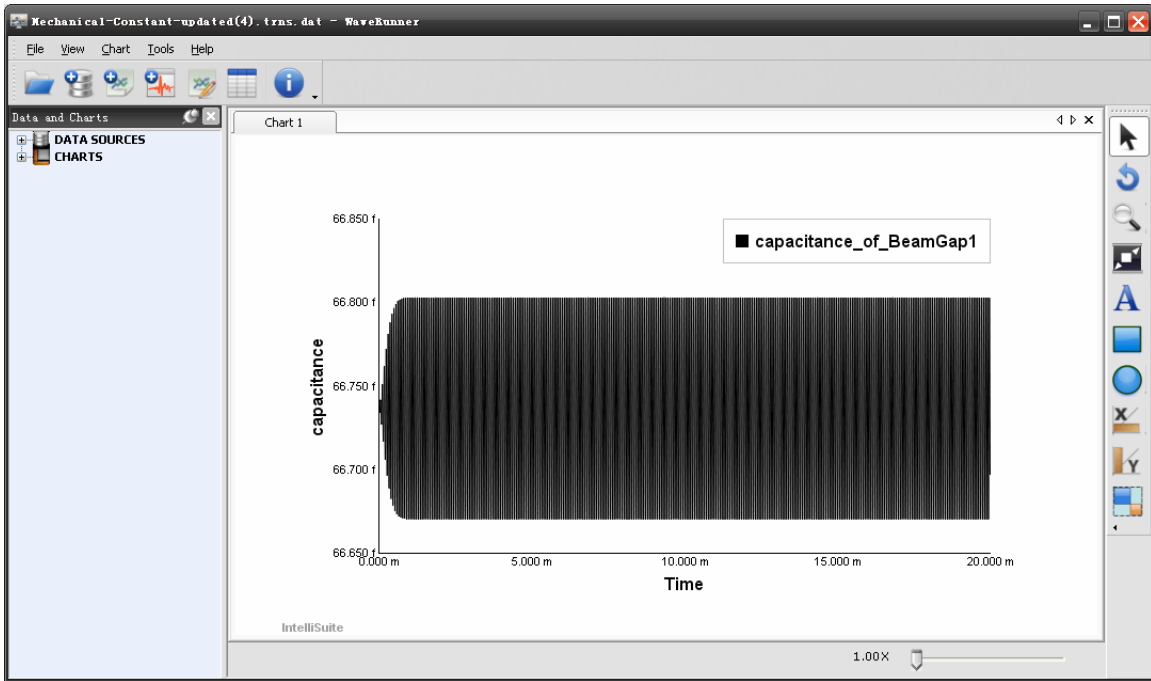 Mechanical-Constant-updated(4).trns.dat - WaveRunner
File View Chart Tools Help
Data and Charts
Chart 1
DATA SOURCES
CHARTS
66.850 f
capacitance_of_BeamGap1
66.800 f
66.750 f
capacitance
66.700 f
66.650 f
0.000 m 5.000 m 10.000 m 15.000 m 20.000 m
Time
IntelliSuite
1.00X
A
X
Y